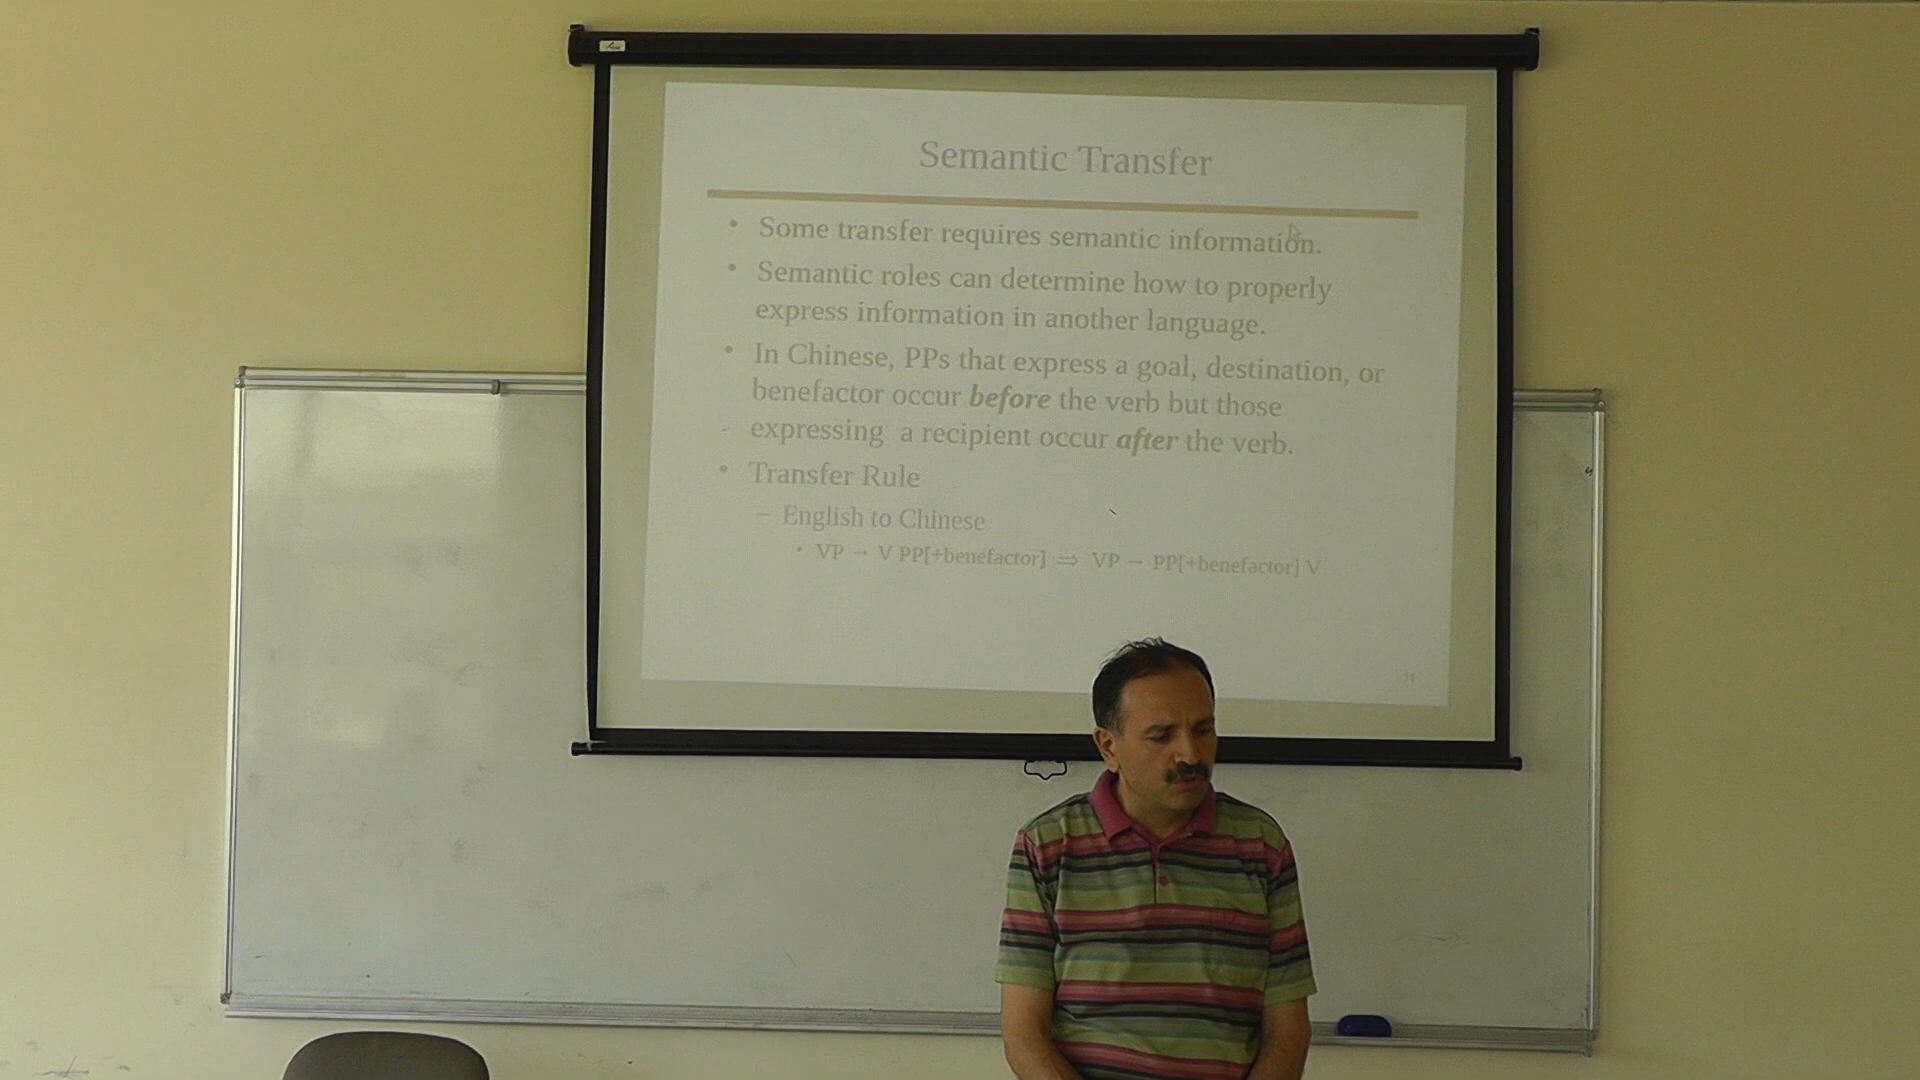 Semantic Transfer
• Some transfer requires semantic information.
• Semantic roles can determine how to properly
express information in another language.
• In Chinese, PPs that express a goal, destination, or
benefactor occur before the verb but those
expressing a recipient occur after the verb.
• Transfer Rule
– English to Chinese
• VP → V PP[+benefactor] ⇒ VP → PP[+benefactor] V
11